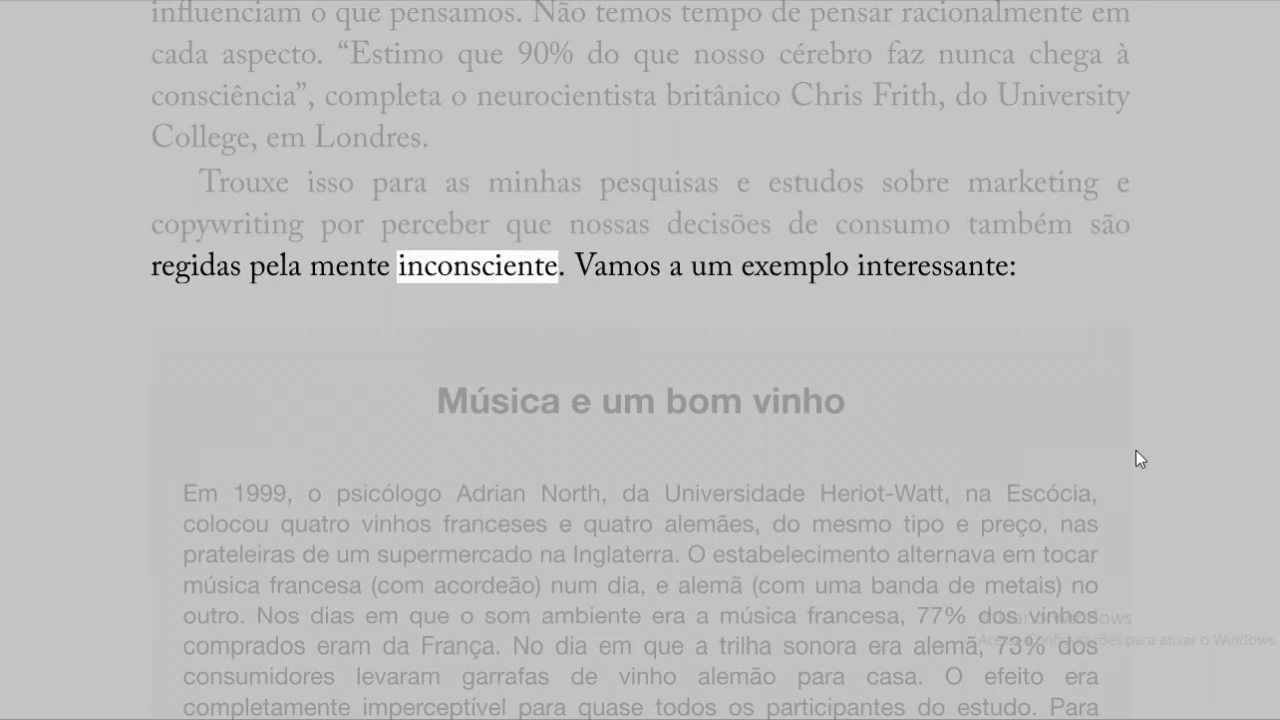 influenciam o que pensamos. Não temos tempo de pensar racionalmente em
cada aspecto. “Estimo que 90% do que nosso cérebro faz nunca chega à
consciência”, completa o neurocientista britânico Chris Frith, do University
College, em Londres.
Trouxe isso para as minhas pesquisas e estudos sobre marketing e
copywriting por perceber que nossas decisões de consumo também são
regidas pela mente inconsciente. Vamos a um exemplo interessante:
Música e um bom vinho
Em 1999, o psicólogo Adrian North, da Universidade Heriot-Watt, na Escócia,
colocou quatro vinhos franceses e quatro alemães, do mesmo tipo e preço, nas
prateleiras de um supermercado na Inglaterra. O estabelecimento alternava em tocar
música francesa (com acordeão) num dia, e alemã (com uma banda de metais) no
outro. Nos dias em que o som ambiente era a música francesa, 77% dos vinhos
comprados eram da França. No dia em que a trilha sonora era alemã, 73% dos
consumidores levaram garrafas de vinho alemão para casa. O efeito era
completamente imperceptível para quase todos os participantes do estudo. Para
Ativar o Windows
Acesse Configurações para ativar o Windows.